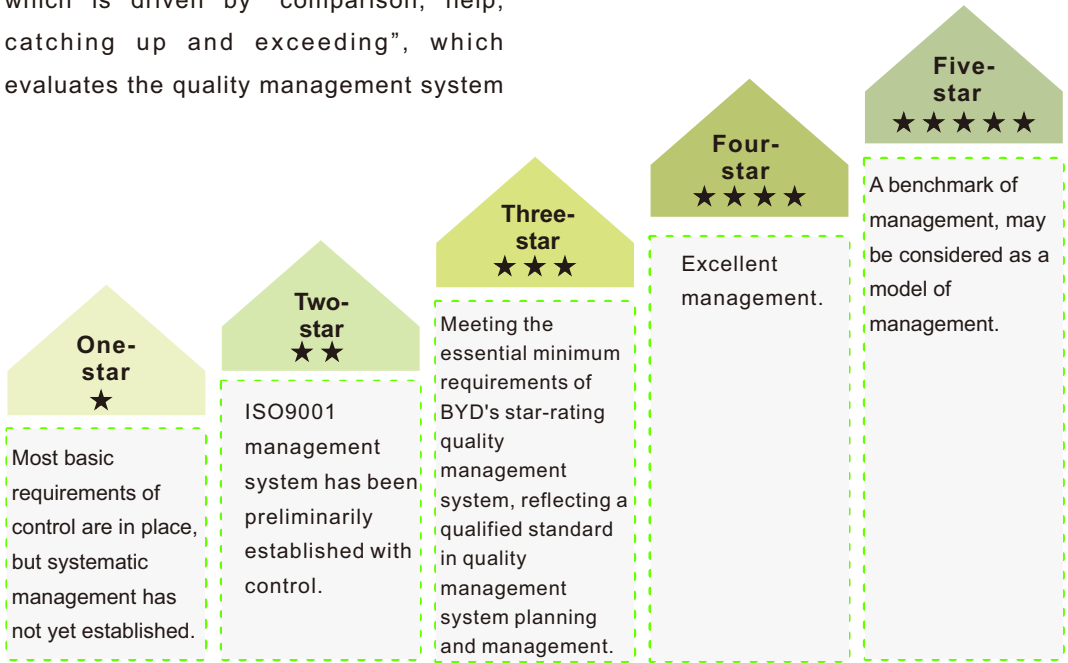 which is driven by “comparison, help,
catching up and exceeding”, which
evaluates the quality management system
One-
star
★
Most basic
requirements of
control are in place,
but systematic
management has
not yet established.
Two-
star
★★
ISO9001
management
system has been
preliminarily
established with
control.
Three-
star
★★★
Meeting the
essential minimum
requirements of
BYD's star-rating
quality
management
system, reflecting a
qualified standard
in quality
management
system planning
and management.
Four-
star
★★★★
Excellent
management.
Five-
star
★★★★★
A benchmark of
management, may
be considered as a
model of
management.